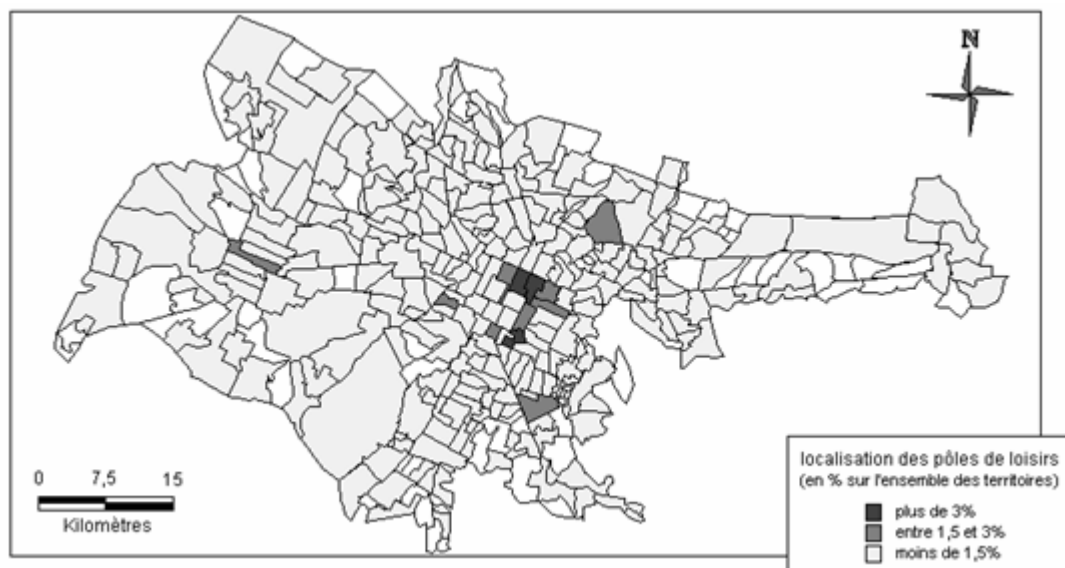 N
0 7,5 15
Kilomètres
localisation des pôles de loisirs
(en % sur l'ensemble des territoires)
plus de 3%
entre 1,5 et 3%
moins de 1,5%